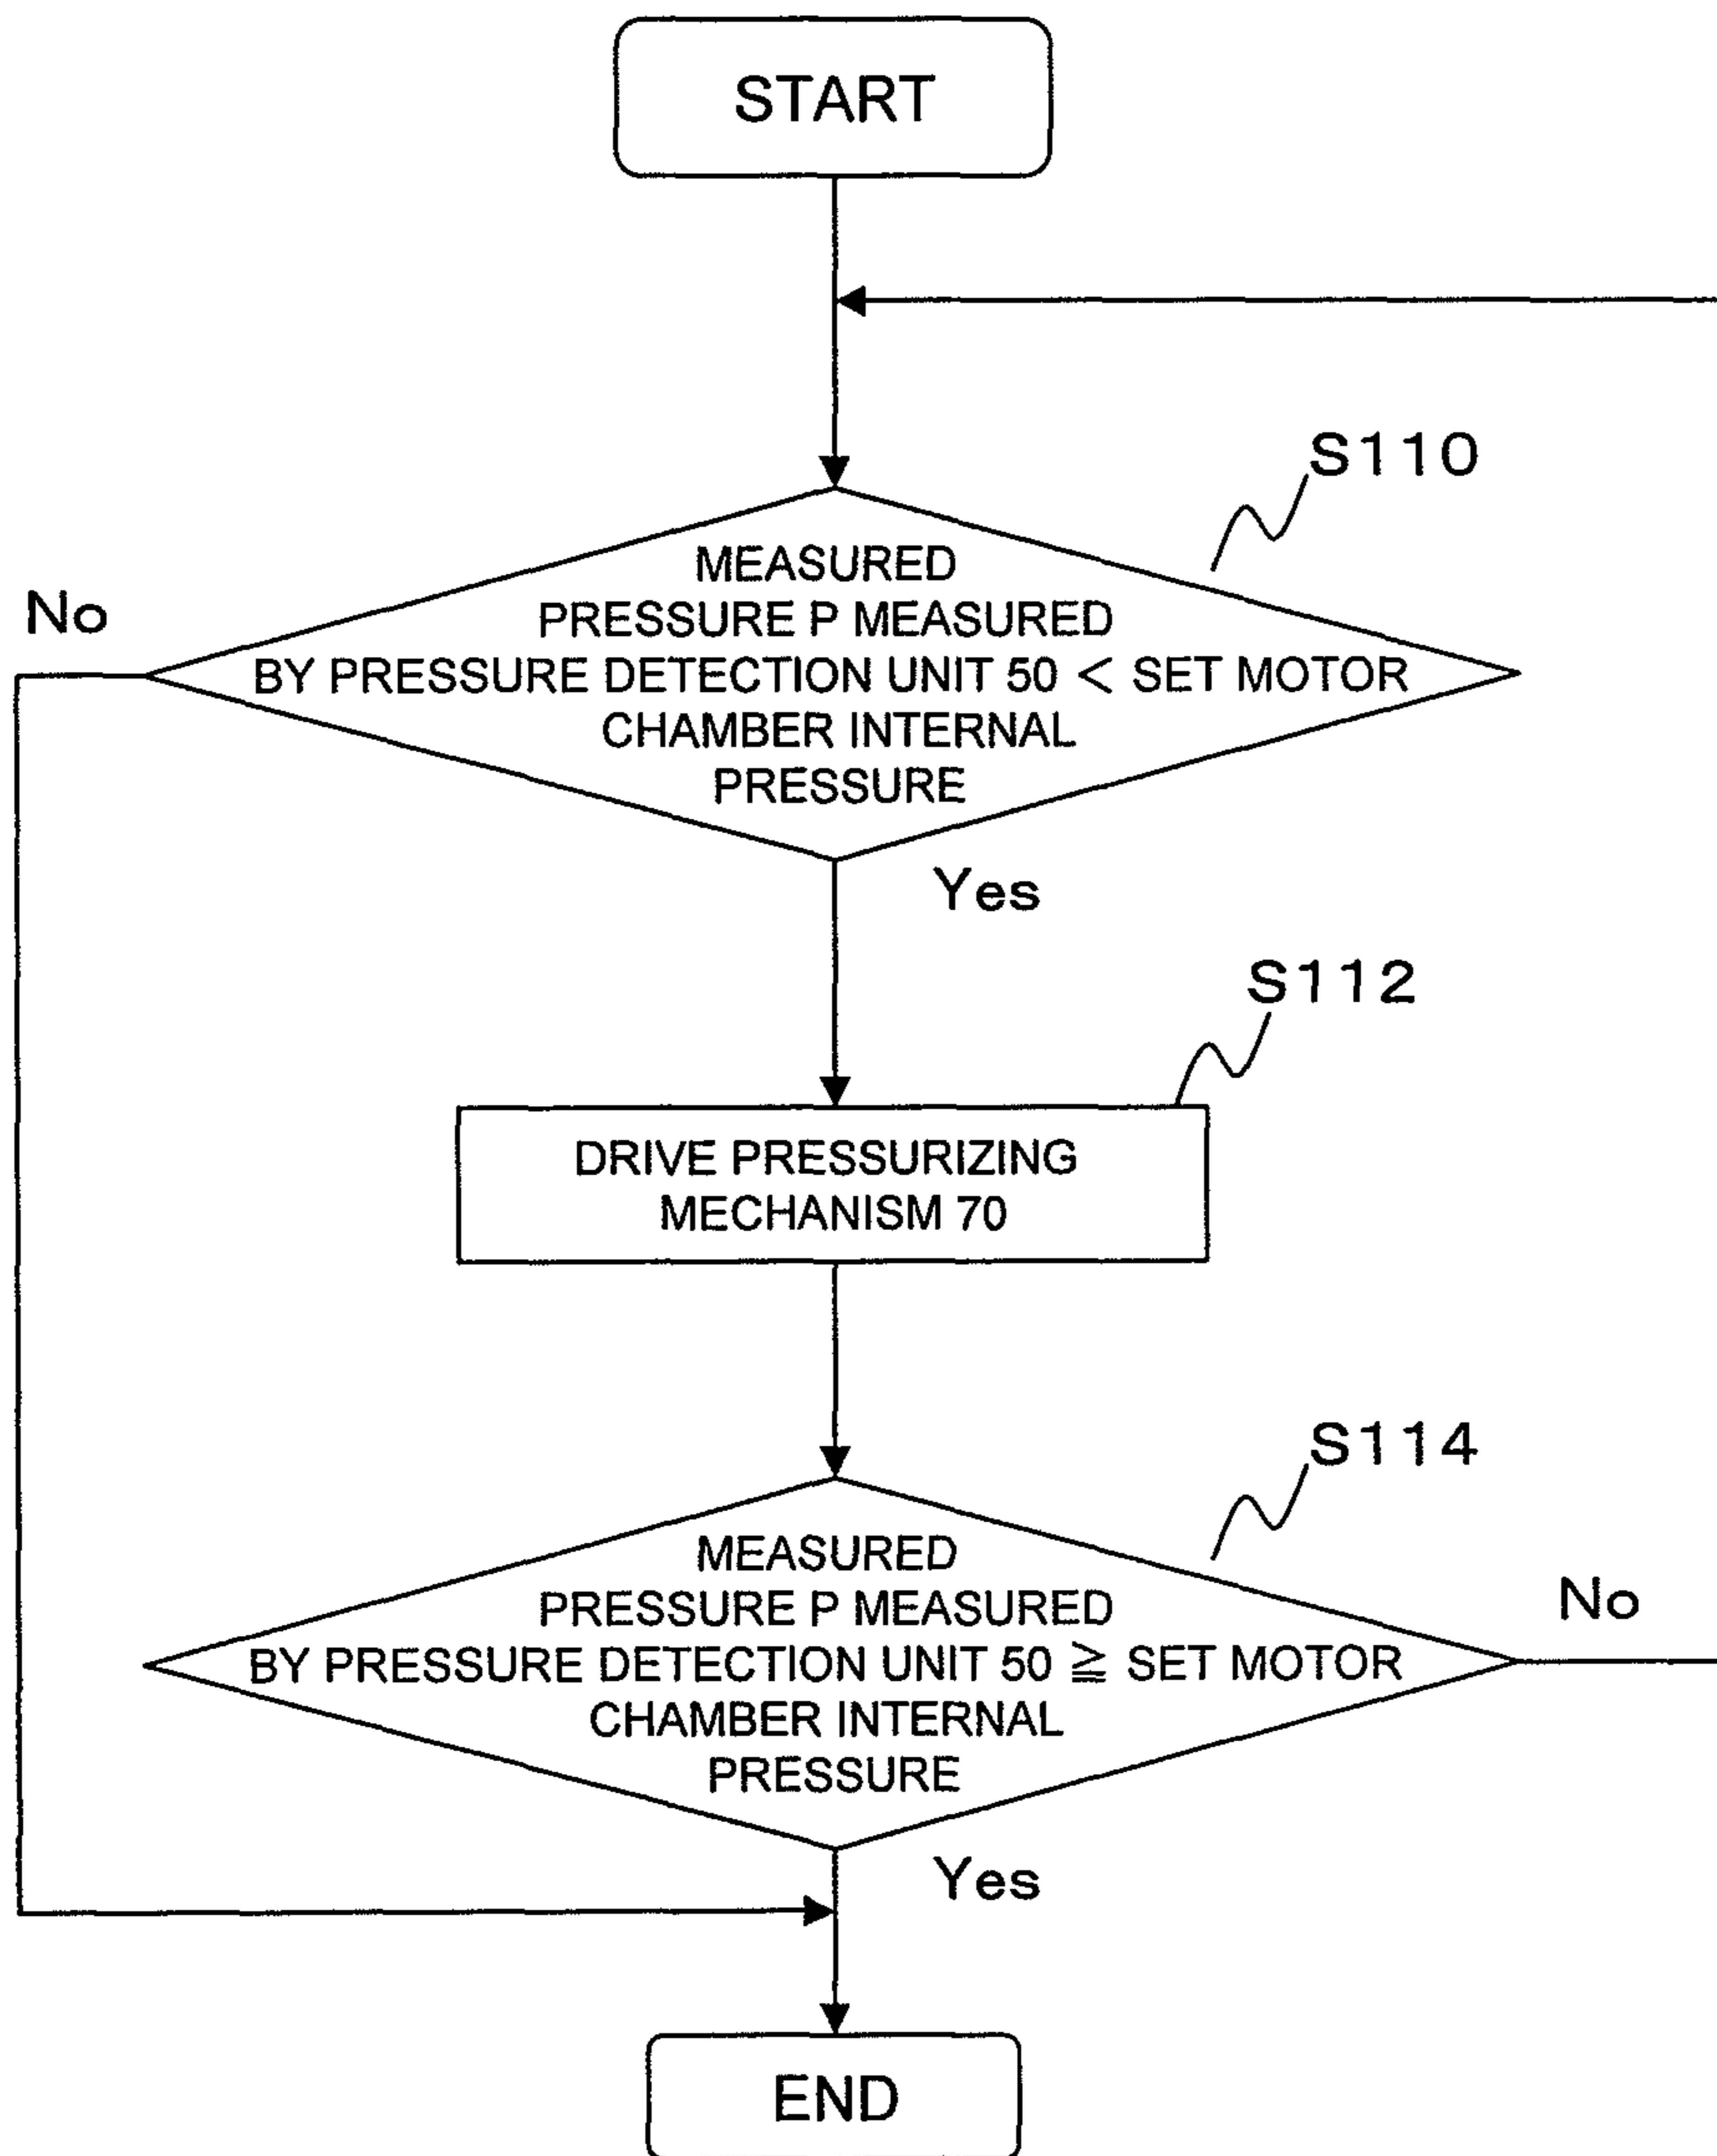 START
S110
MEASURED
PRESSURE P MEASURED
BY PRESSURE DETECTION UNIT 50 < SET MOTOR
CHAMBER INTERNAL
PRESSURE
No
Yes
S112
DRIVE PRESSURIZING
MECHANISM 70
S114
MEASURED
PRESSURE P MEASURED
BY PRESSURE DETECTION UNIT 50 ≧ SET MOTOR
CHAMBER INTERNAL
PRESSURE
No
Yes
END